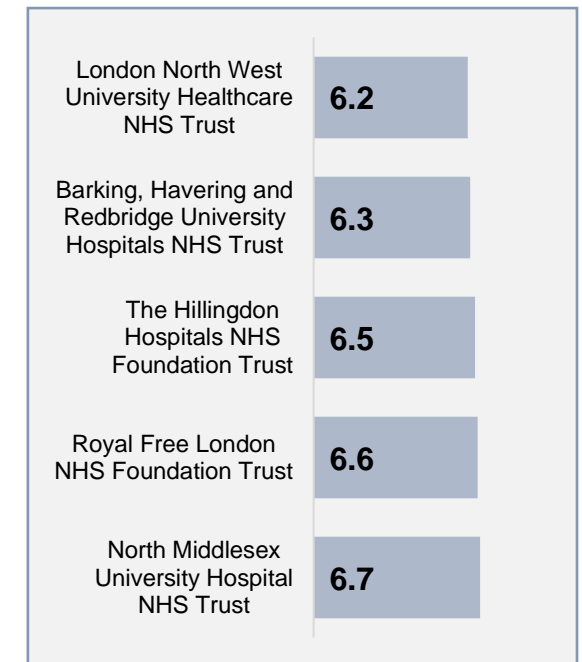 London North West
University Healthcare
NHS Trust
6.2
Barking, Havering and
Redbridge University
Hospitals NHS Trust
6.3
The Hillingdon
Hospitals NHS
Foundation Trust
6.5
Royal Free London
NHS Foundation Trust
6.6
North Middlesex
University Hospital
NHS Trust
6.7